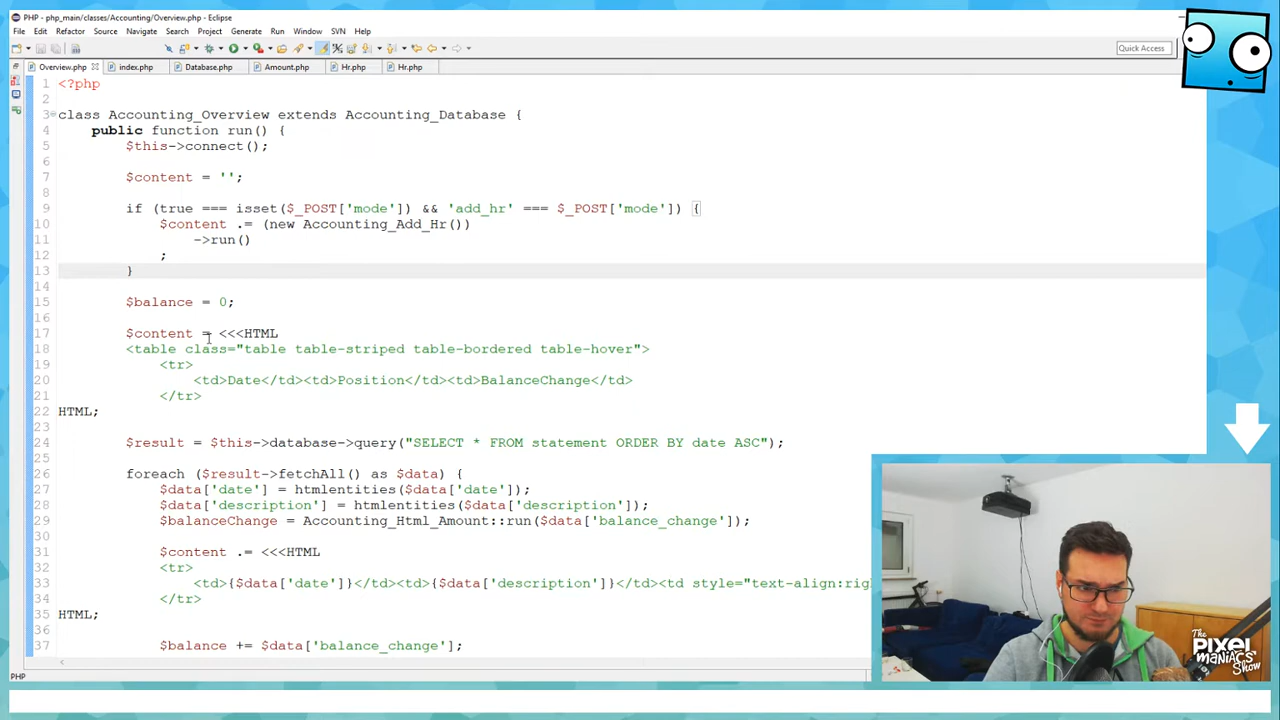 PHP - php_main/classes/Accounting/Overview.php - Eclipse
File Edit Refactor Source Navigate Search Project Generate Run Window SVN Help
Quick Access
Overview.php index.php Database.php Amount.php Hr.php Hr.php
1 <?php
2
3 class Accounting_Overview extends Accounting_Database {
4 public function run() {
5 $this->connect();
6
7 $content = '';
8
9 if (true === isset($_POST['mode']) && 'add_hr' === $_POST['mode']) {
10 $content .= (new Accounting_Add_Hr())
11 ->run()
12 ;
13 }
14
15 $balance = 0;
16
17 $content = <<<HTML
18 <table class="table table-striped table-bordered table-hover">
19 <tr>
20 <td>Date</td><td>Position</td><td>BalanceChange</td>
21 </tr>
22 HTML;
23
24 $result = $this->database->query("SELECT * FROM statement ORDER BY date ASC");
25
26 foreach ($result->fetchAll() as $data) {
27 $data['date'] = htmlentities($data['date']);
28 $data['description'] = htmlentities($data['description']);
29 $balanceChange = Accounting_Html_Amount::run($data['balance_change']);
30
31 $content .= <<<HTML
32 <tr>
33 <td>{$data['date']}</td><td>{$data['description']}</td><td style="text-align:rig
34 </tr>
35 HTML;
36
37 $balance += $data['balance_change'];
PHP
The
PiXEL
MANiACS
Show